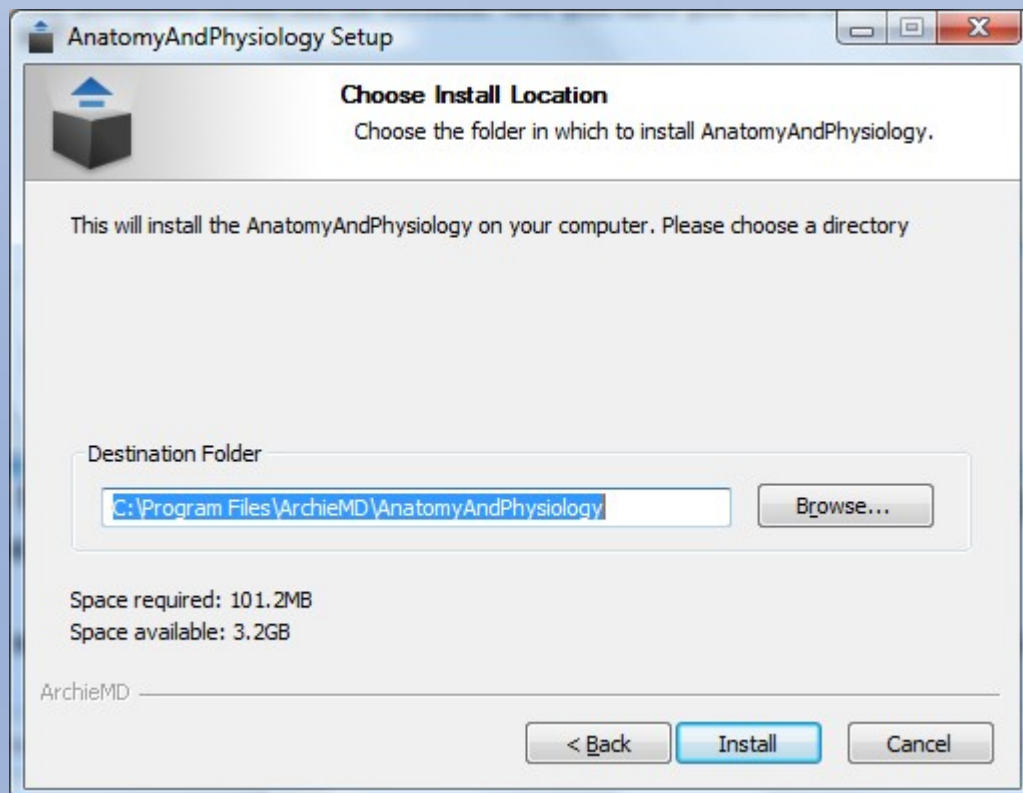 AnatomyAndPhysiology Setup
Choose Install Location
Choose the folder in which to install AnatomyAndPhysiology.
This will install the AnatomyAndPhysiology on your computer. Please choose a directory
Destination Folder
C:\Program Files\ArchieMD\AnatomyAndPhysiology
Browse...
Space required: 101.2MB
Space available: 3.2GB
ArchieMD
< Back
Install
Cancel